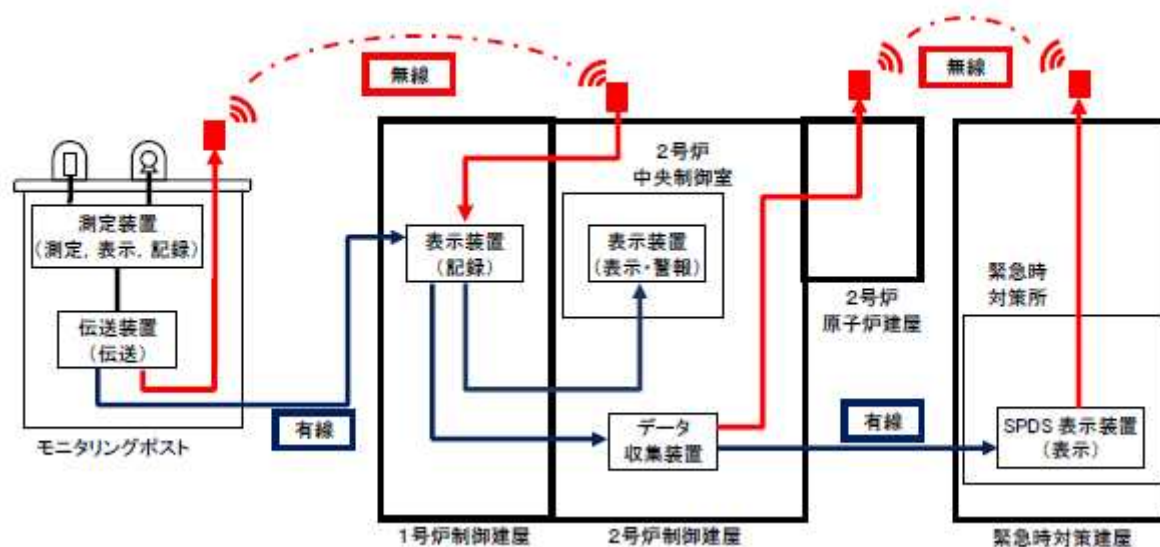 無線
無線
2号炉
中央制御室
測定装置
(測定，表示，記録)
表示装置
(記録)
表示装置
(表示・警報)
緊急時
対策所
2号炉
原子炉建屋
伝送装置
(伝送)
有線
データ
収集装置
有線
SPDS 表示装置
(表示)
モニタリングポスト
1号炉制御建屋
2号炉制御建屋
緊急時対策建屋